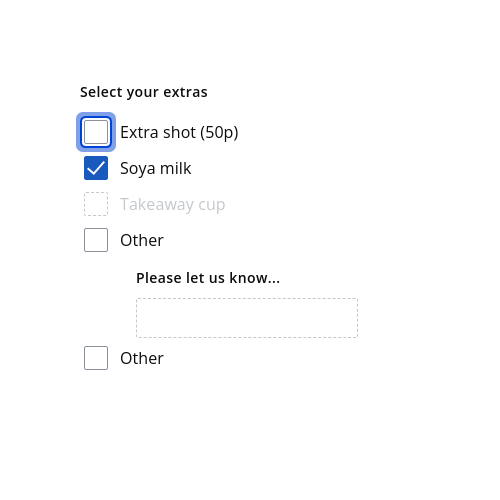 Select your extras
Extra shot (50p)
Soya milk
Takeaway cup
Other
Please let us know...
Other